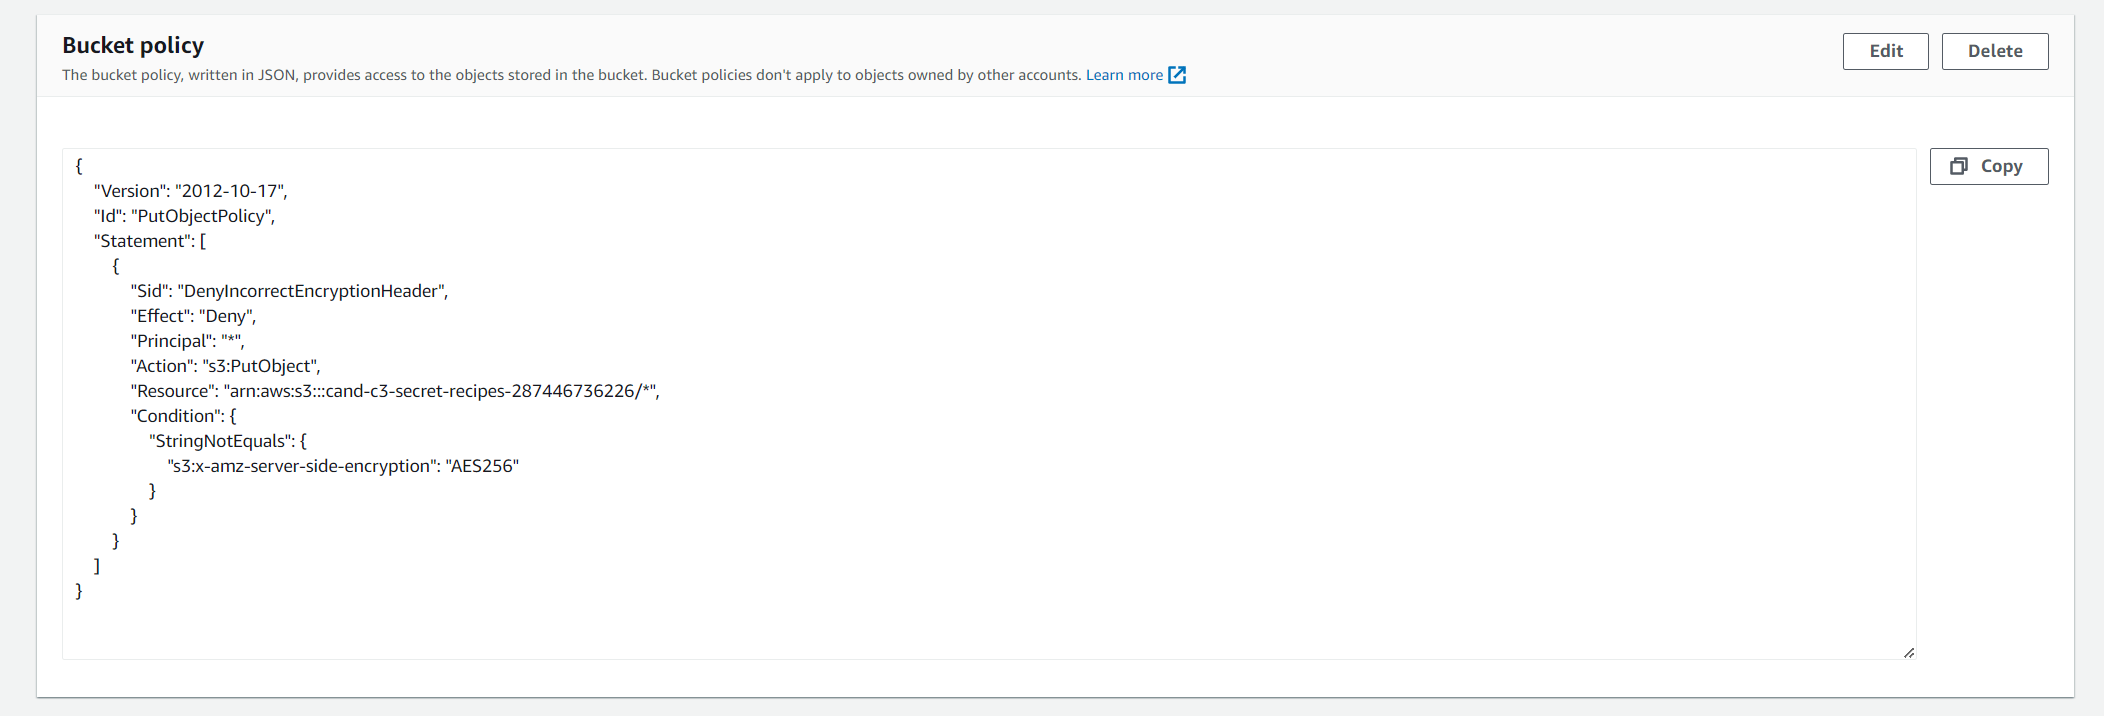 Bucket policy
Edit
Delete
The bucket policy, written in JSON, provides access to the objects stored in the bucket. Bucket policies don't apply to objects owned by other accounts. Learn more
Copy
{
"Version": "2012-10-17",
"Id": "PutObjectPolicy",
"Statement": [
{
"Sid": "DenyIncorrectEncryptionHeader",
"Effect": "Deny",
"Principal": "*",
"Action": "s3:PutObject",
"Resource": "arn:aws:s3:::cand-c3-secret-recipes-287446736226/*",
"Condition": {
"StringNotEquals": {
"s3:x-amz-server-side-encryption": "AES256"
}
}
}
]
}